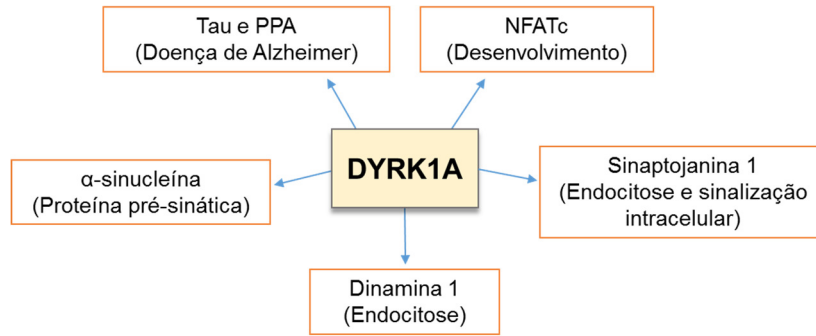 Tau e PPA
(Doença de Alzheimer)
NFATc
(Desenvolvimento)
DYRK1A
α-sinucleína
(Proteína pré-sinática)
Sinaptojanina 1
(Endocitose e sinalização
intracelular)
Dinamina 1
(Endocitose)